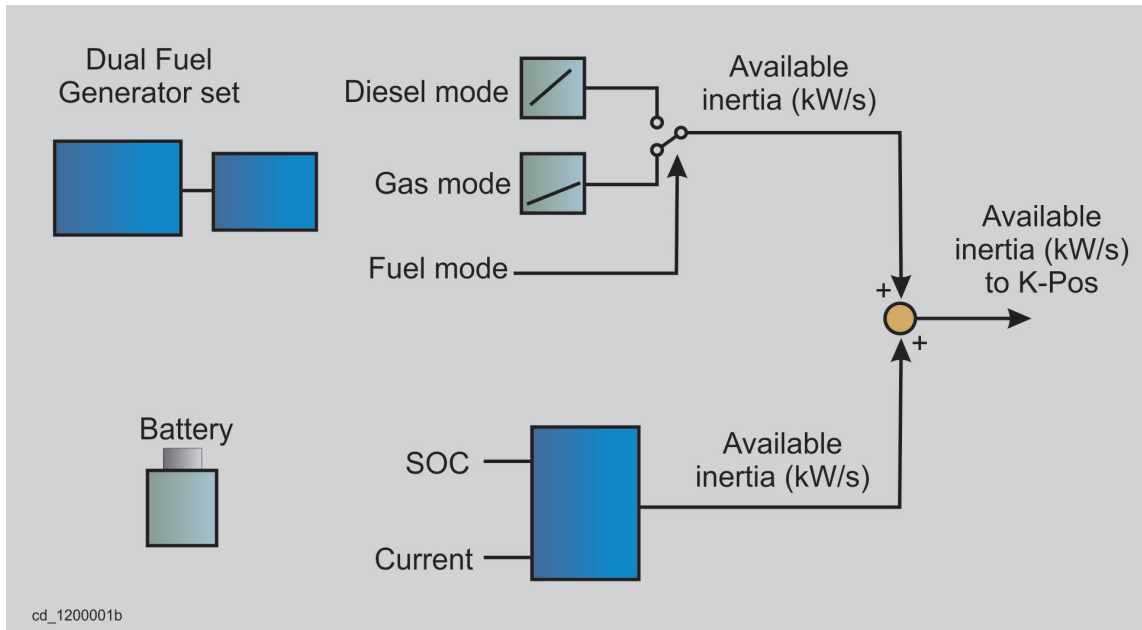 Dual Fuel
Generator set
Diesel mode
Gas mode
Fuel mode
Available
inertia (kW/s)
Available
inertia (kW/s)
to K-Pos
+
+
Battery
SOC
Current
Available
inertia (kW/s)
cd_1200001b